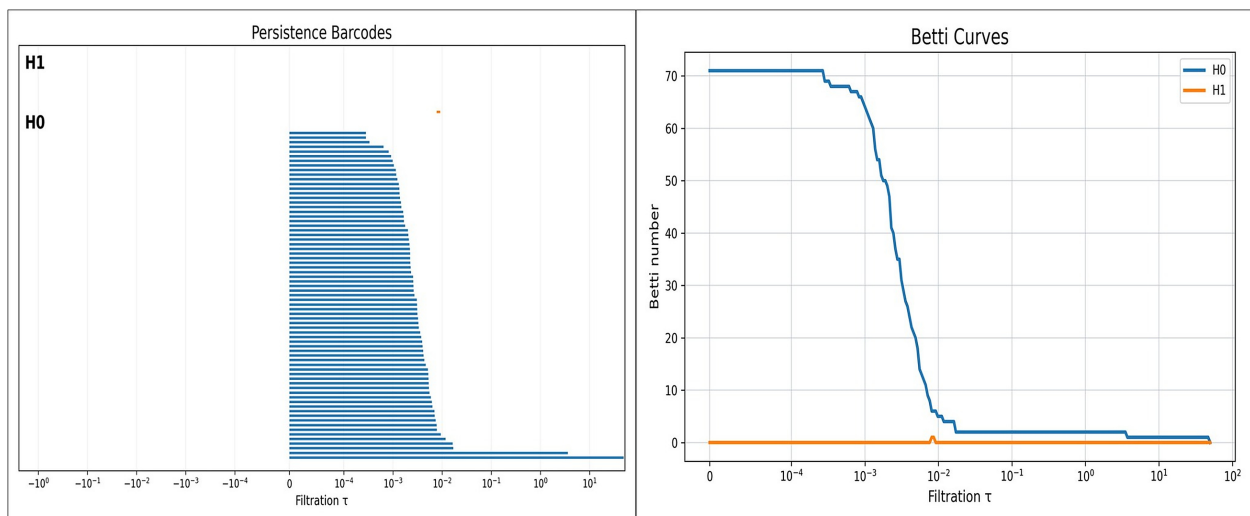 Persistence Barcodes
H1
H0
−10⁰ −10⁻¹ −10⁻² −10⁻³ −10⁻⁴ 0 10⁻⁴ 10⁻³ 10⁻² 10⁻¹ 10⁰ 10¹
Filtration τ
Betti Curves
H0
H1
70
60
50
40
30
20
10
0
Betti number
0 10⁻⁴ 10⁻³ 10⁻² 10⁻¹ 10⁰ 10¹ 10²
Filtration τ